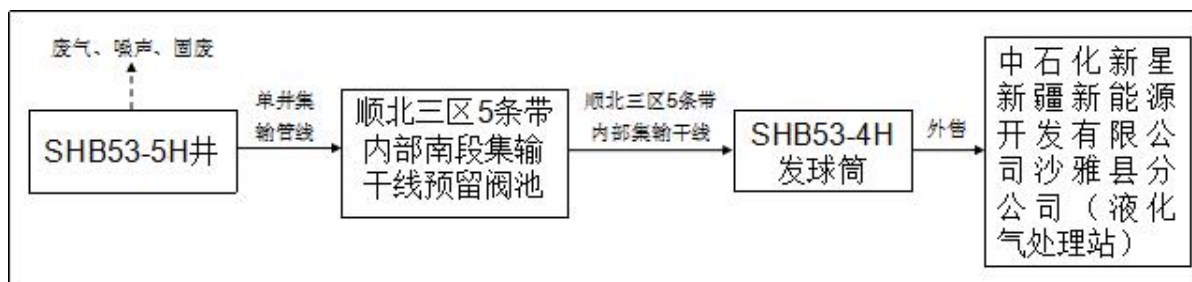 废气、噪声、固废
SHB53-5H井
单井集
输管线
顺北三区5条带
内部南段集输
干线预留阀池
顺北三区5条带
内部集输干线
SHB53-4H
发球筒
外售
中石化新星
新疆新能源
开发有限公
司沙雅县分
公司（液化
气处理站）